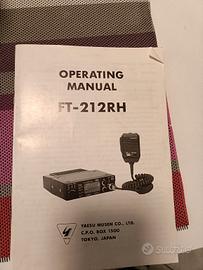 OPERATING
MANUAL
FT-212RH
YAESU MUSEN CO., LTD.
C.P.O. BOX 1500
TOKYO, JAPAN
Subito